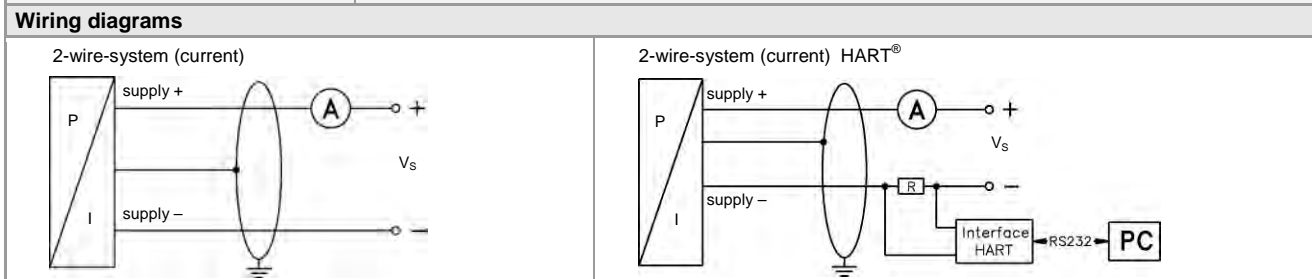 Wiring diagrams
2-wire-system (current)
supply +
A
+
P
Vs
I
supply –
–
2-wire-system (current) HART®
supply +
A
+
P
Vs
R
–
I
supply –
Interface
HART
RS232
PC